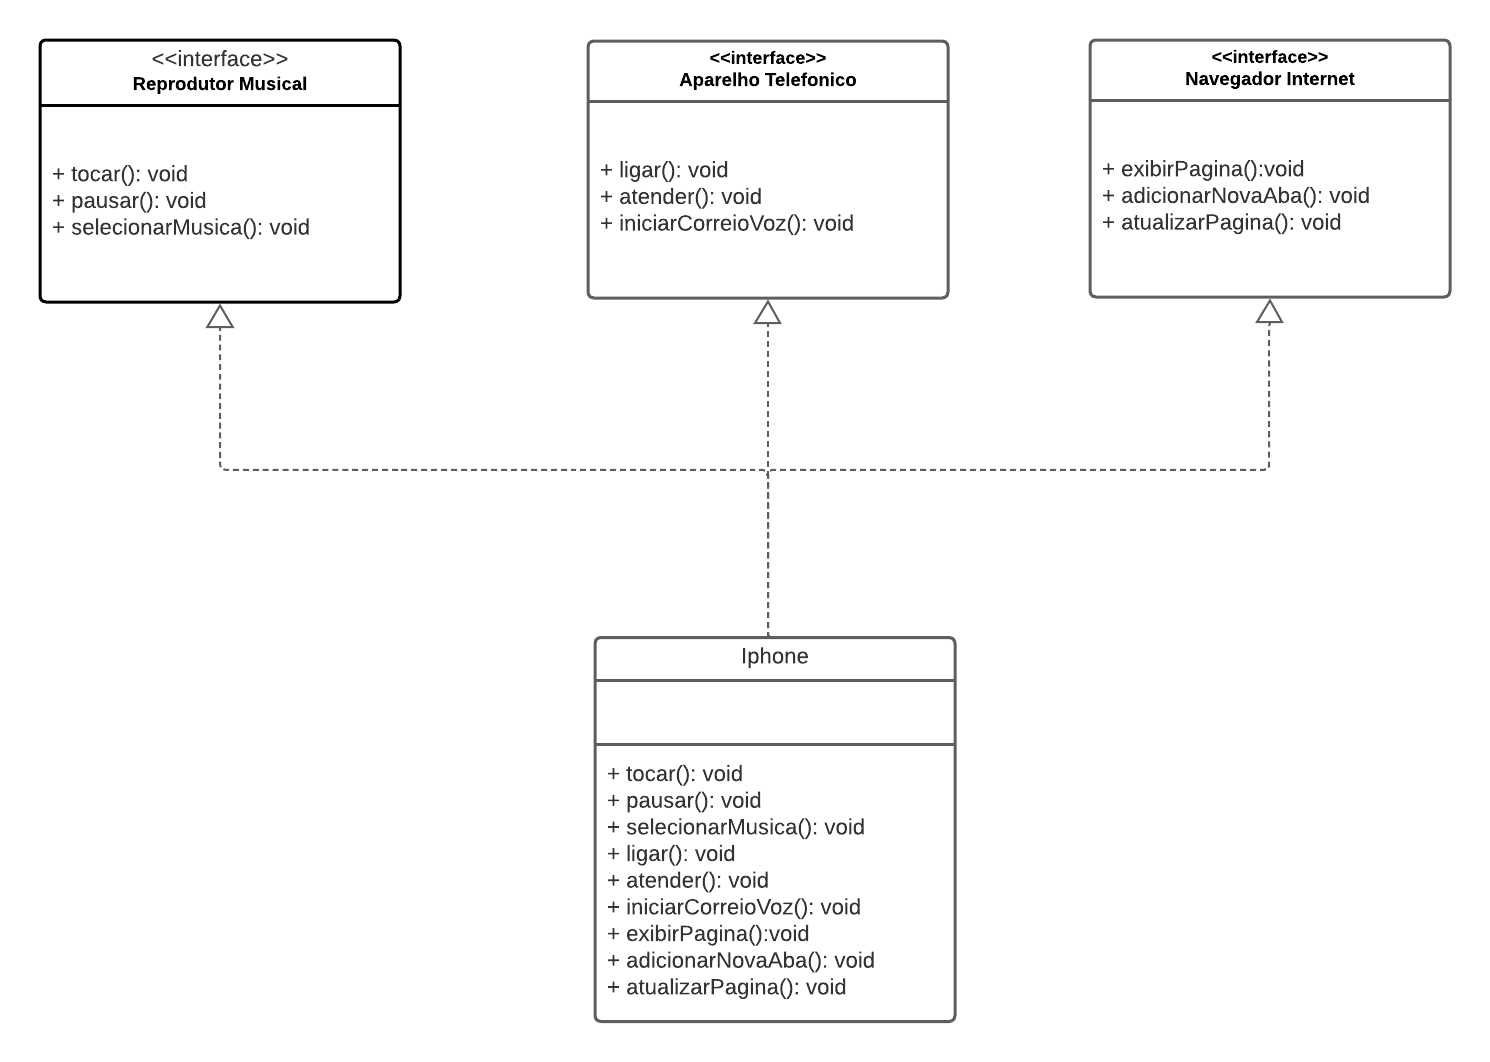 <<interface>>
Reprodutor Musical
+ tocar(): void
+ pausar(): void
+ selecionarMusica(): void
<<interface>>
Aparelho Telefonico
+ ligar(): void
+ atender(): void
+ iniciarCorreioVoz(): void
<<interface>>
Navegador Internet
+ exibirPagina():void
+ adicionarNovaAba(): void
+ atualizarPagina(): void
Iphone
+ tocar(): void
+ pausar(): void
+ selecionarMusica(): void
+ ligar(): void
+ atender(): void
+ iniciarCorreioVoz(): void
+ exibirPagina():void
+ adicionarNovaAba(): void
+ atualizarPagina(): void